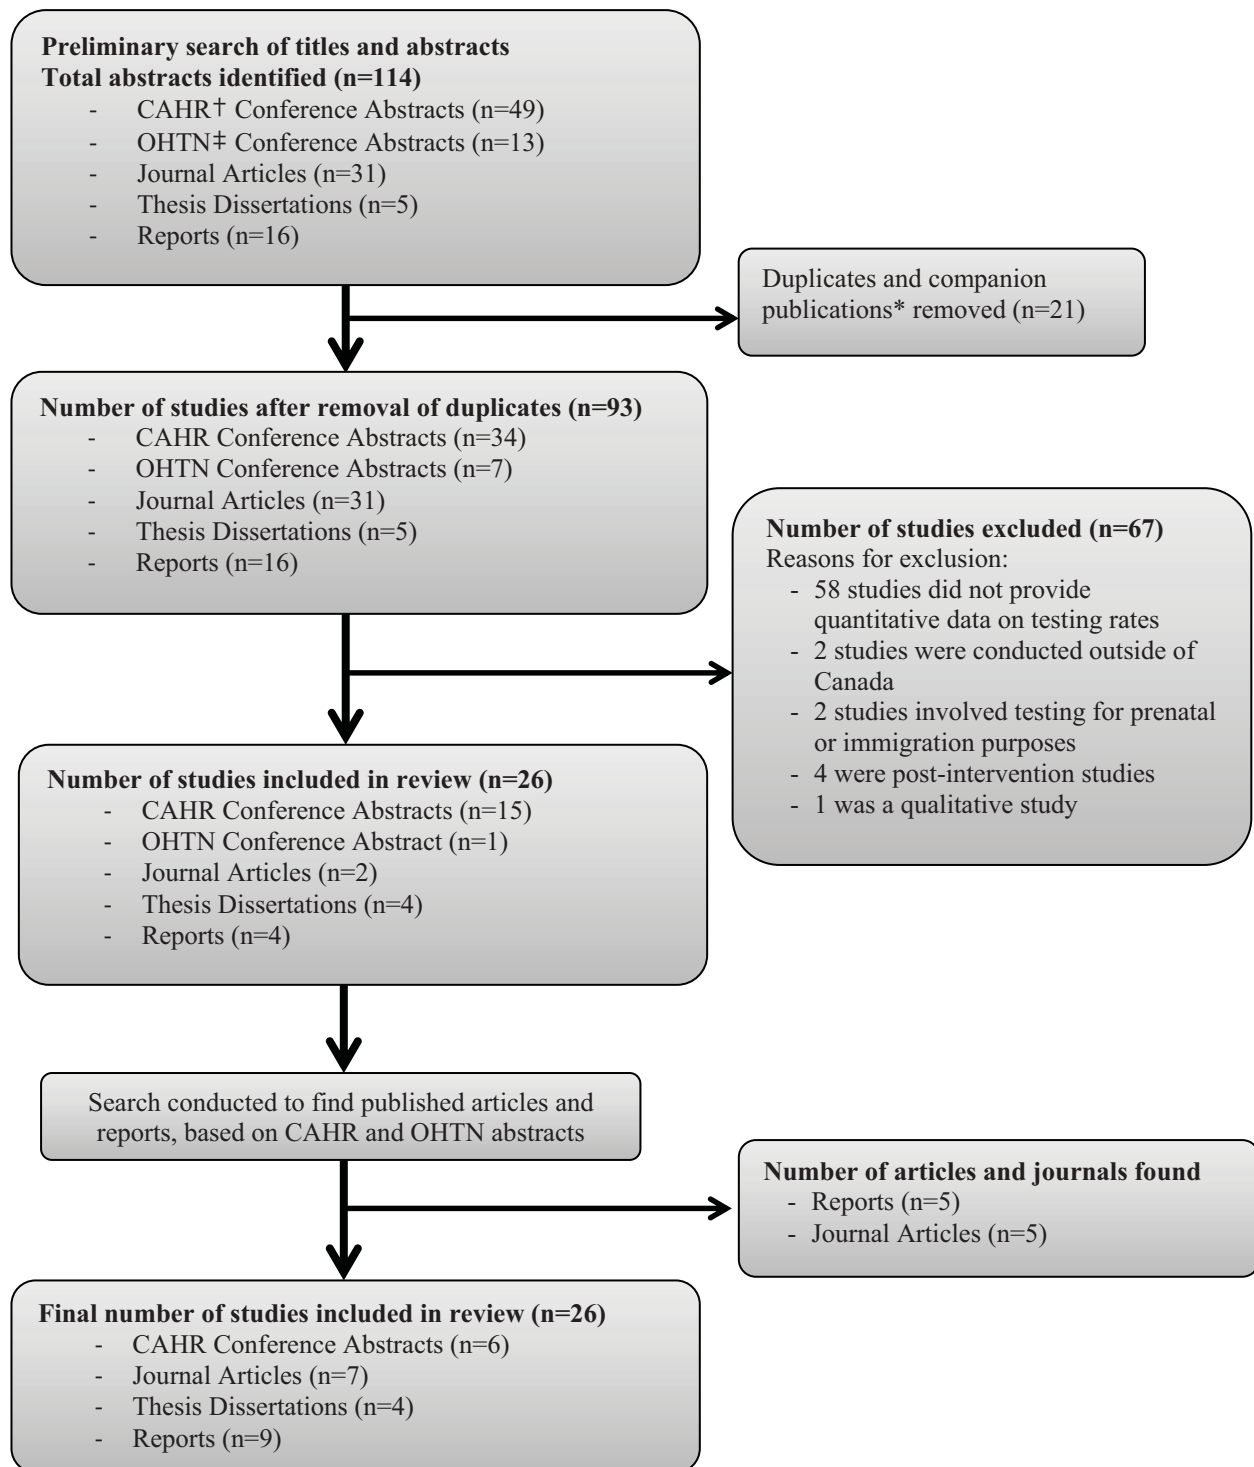 Preliminary search of titles and abstracts
Total abstracts identified (n=114)
- CAHR† Conference Abstracts (n=49)
- OHTN‡ Conference Abstracts (n=13)
- Journal Articles (n=31)
- Thesis Dissertations (n=5)
- Reports (n=16)
Duplicates and companion
publications* removed (n=21)
Number of studies after removal of duplicates (n=93)
- CAHR Conference Abstracts (n=34)
- OHTN Conference Abstracts (n=7)
- Journal Articles (n=31)
- Thesis Dissertations (n=5)
- Reports (n=16)
Number of studies excluded (n=67)
Reasons for exclusion:
- 58 studies did not provide
quantitative data on testing rates
- 2 studies were conducted outside of
Canada
- 2 studies involved testing for prenatal
or immigration purposes
- 4 were post-intervention studies
- 1 was a qualitative study
Number of studies included in review (n=26)
- CAHR Conference Abstracts (n=15)
- OHTN Conference Abstract (n=1)
- Journal Articles (n=2)
- Thesis Dissertations (n=4)
- Reports (n=4)
Search conducted to find published articles and
reports, based on CAHR and OHTN abstracts
Number of articles and journals found
- Reports (n=5)
- Journal Articles (n=5)
Final number of studies included in review (n=26)
- CAHR Conference Abstracts (n=6)
- Journal Articles (n=7)
- Thesis Dissertations (n=4)
- Reports (n=9)